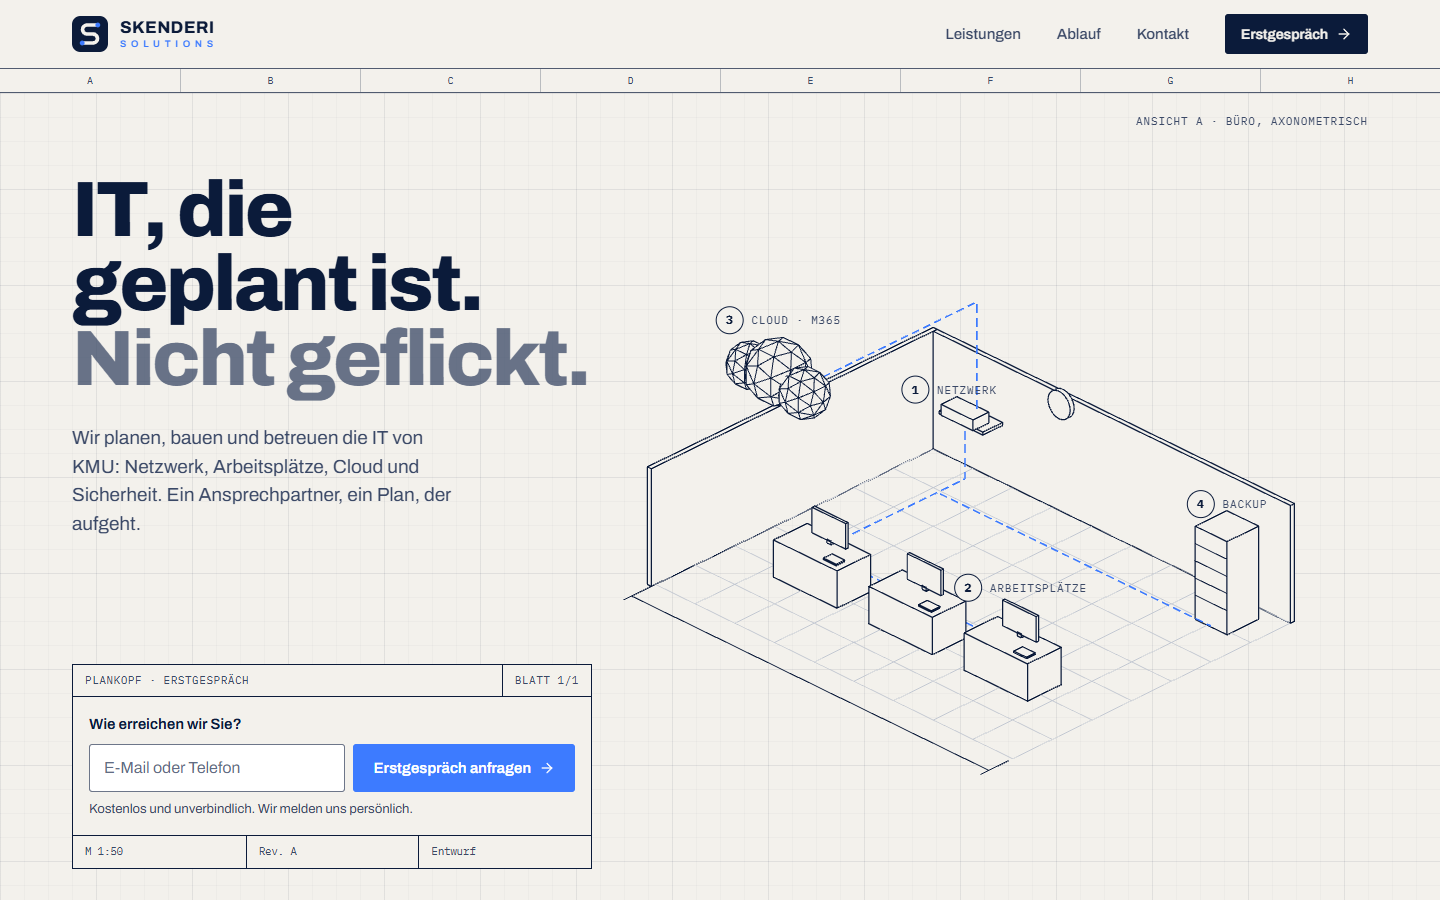 SKENDERI
SOLUTIONS
Leistungen
Ablauf
Kontakt
Erstgespräch
A
B
C
D
E
F
G
H
ANSICHT A · BÜRO, AXONOMETRISCH
IT, die
geplant ist.
Nicht geflickt.
Wir planen, bauen und betreuen die IT von
KMU: Netzwerk, Arbeitsplätze, Cloud und
Sicherheit. Ein Ansprechpartner, ein Plan, der
aufgeht.
3 CLOUD · M365
1 NETZWERK
4 BACKUP
2 ARBEITSPLÄTZE
PLANKOPF · ERSTGESPRÄCH
BLATT 1/1
Wie erreichen wir Sie?
E-Mail oder Telefon
Erstgespräch anfragen
Kostenlos und unverbindlich. Wir melden uns persönlich.
M 1:50
Rev. A
Entwurf